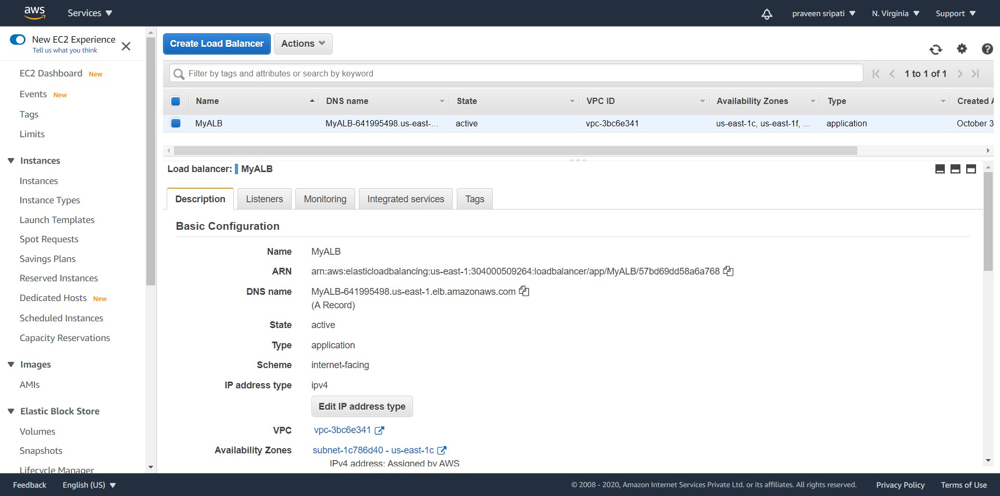 aws Services praveen sripati N. Virginia Support
New EC2 Experience
Tell us what you think
EC2 Dashboard New
Events New
Tags
Limits
Instances
Instances
Instance Types
Launch Templates
Spot Requests
Savings Plans
Reserved Instances
Dedicated Hosts New
Scheduled Instances
Capacity Reservations
Images
AMIs
Elastic Block Store
Volumes
Snapshots
Lifecycle Manager
Create Load Balancer Actions
Filter by tags and attributes or search by keyword 1 to 1 of 1
Name DNS name State VPC ID Availability Zones Type Created A
MyALB MyALB-641995498.us-east-... active vpc-3bc6e341 us-east-1c, us-east-1f, ... application October 3
Load balancer: MyALB
Description Listeners Monitoring Integrated services Tags
Basic Configuration
Name MyALB
ARN arn:aws:elasticloadbalancing:us-east-1:304000509264:loadbalancer/app/MyALB/57bd69dd58a6a768
DNS name MyALB-641995498.us-east-1.elb.amazonaws.com
(A Record)
State active
Type application
Scheme internet-facing
IP address type ipv4
Edit IP address type
VPC vpc-3bc6e341
Availability Zones subnet-1c786d40 - us-east-1c
IPv4 address: Assigned by AWS
Feedback English (US) © 2008 - 2020, Amazon Internet Services Private Ltd. or its affiliates. All rights reserved. Privacy Policy Terms of Use